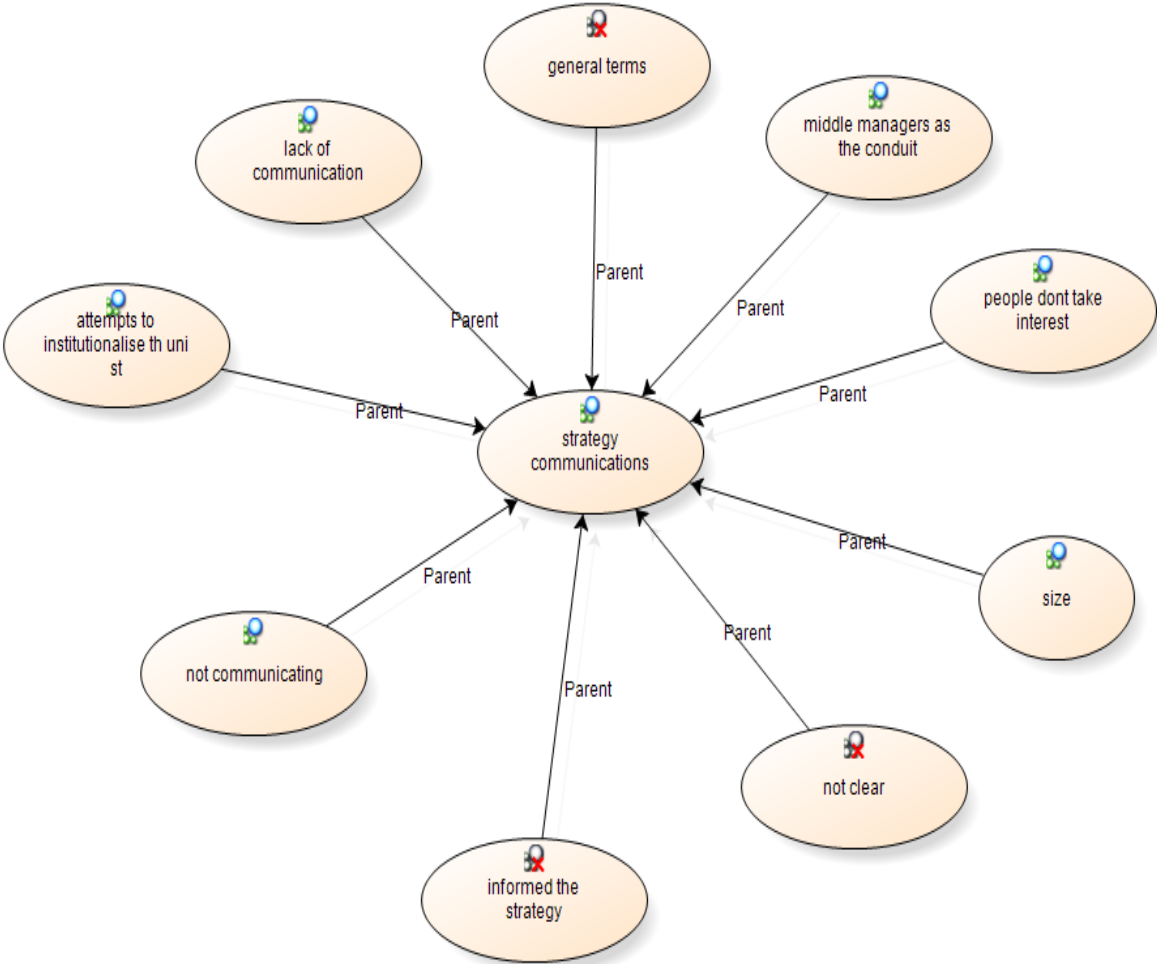 general terms
middle managers as
the conduit
lack of
communication
Parent
people dont take
interest
Parent
Parent
attempts to
institutionalise th uni
st
Parent
Parent
strategy
communications
Parent
size
Parent
not communicating
Parent
Parent
not clear
informed the
strategy